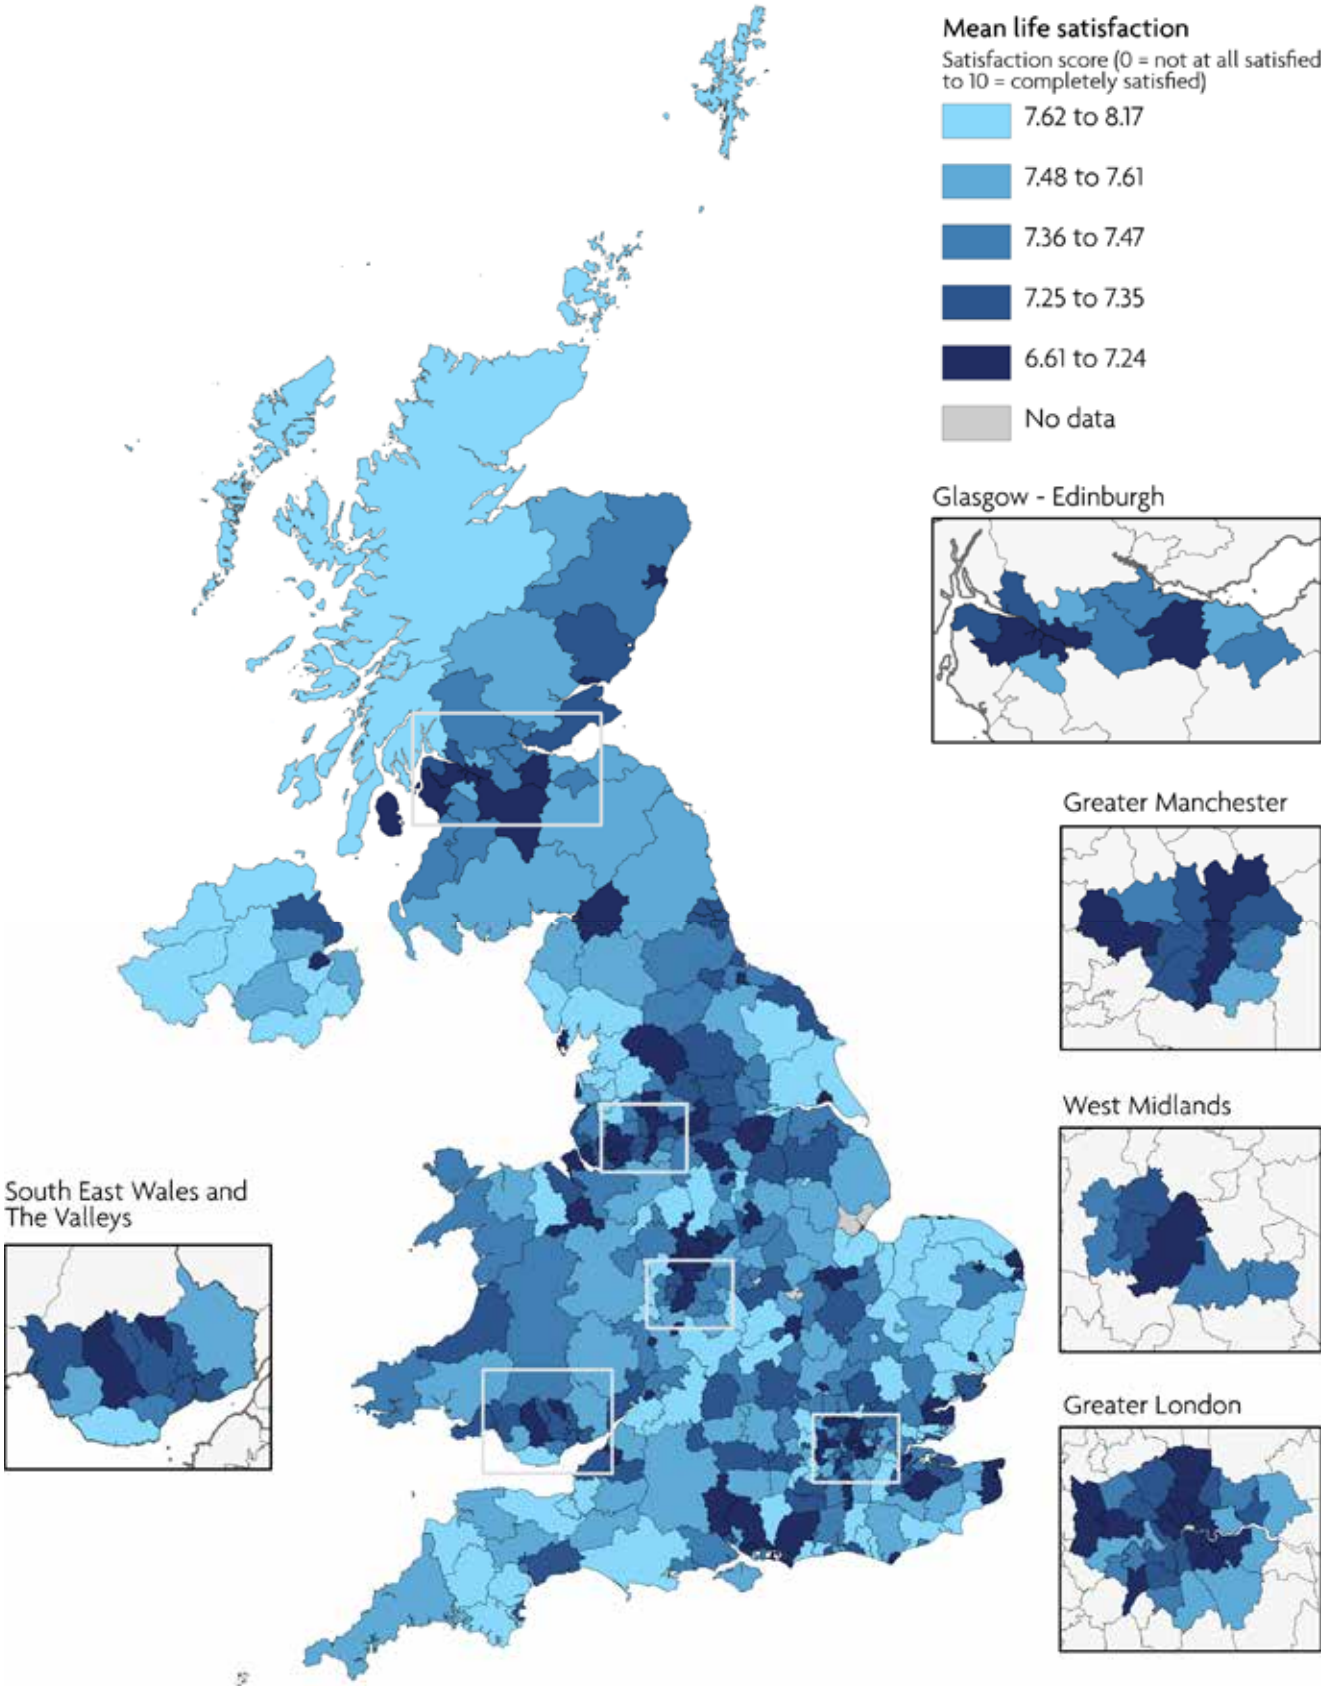 Mean life satisfaction
Satisfaction score (0 = not at all satisfied
to 10 = completely satisfied)
7.62 to 8.17
7.48 to 7.61
7.36 to 7.47
7.25 to 7.35
6.61 to 7.24
No data
Glasgow - Edinburgh
Greater Manchester
West Midlands
South East Wales and
The Valleys
Greater London